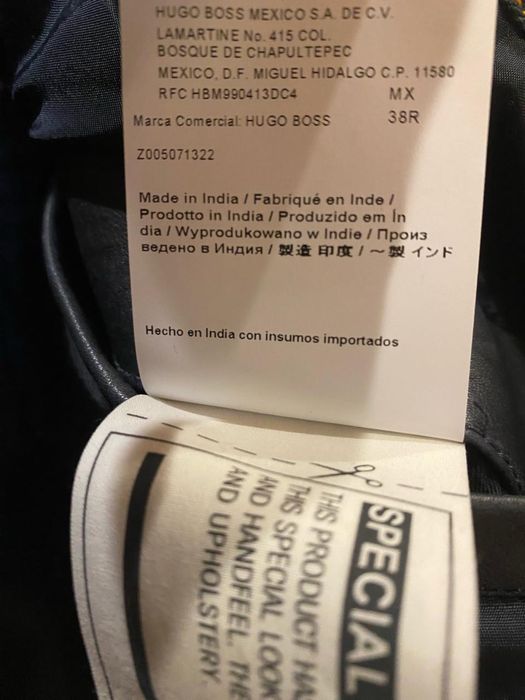 HUGO BOSS MEXICO S.A. DE C.V.
LAMARTINE No. 415 COL.
BOSQUE DE CHAPULTEPEC
MEXICO, D.F. MIGUEL HIDALGO C.P. 11580
RFC HBM990413DC4 MX
Marca Comercial: HUGO BOSS 38R
Z005071322
Made in India / Fabriqué en Inde /
Prodotto in India / Produzido em Ín
dia / Wyprodukowano w Indie / Произ
ведено в Индия / 製造 印度 / ～製 インド
Hecho en India con insumos importados
SPECIAL
THIS PRODUCT HA
THIS SPECIAL LOOK
AND HANDFEEL. THE
AND UPHOLSTERY